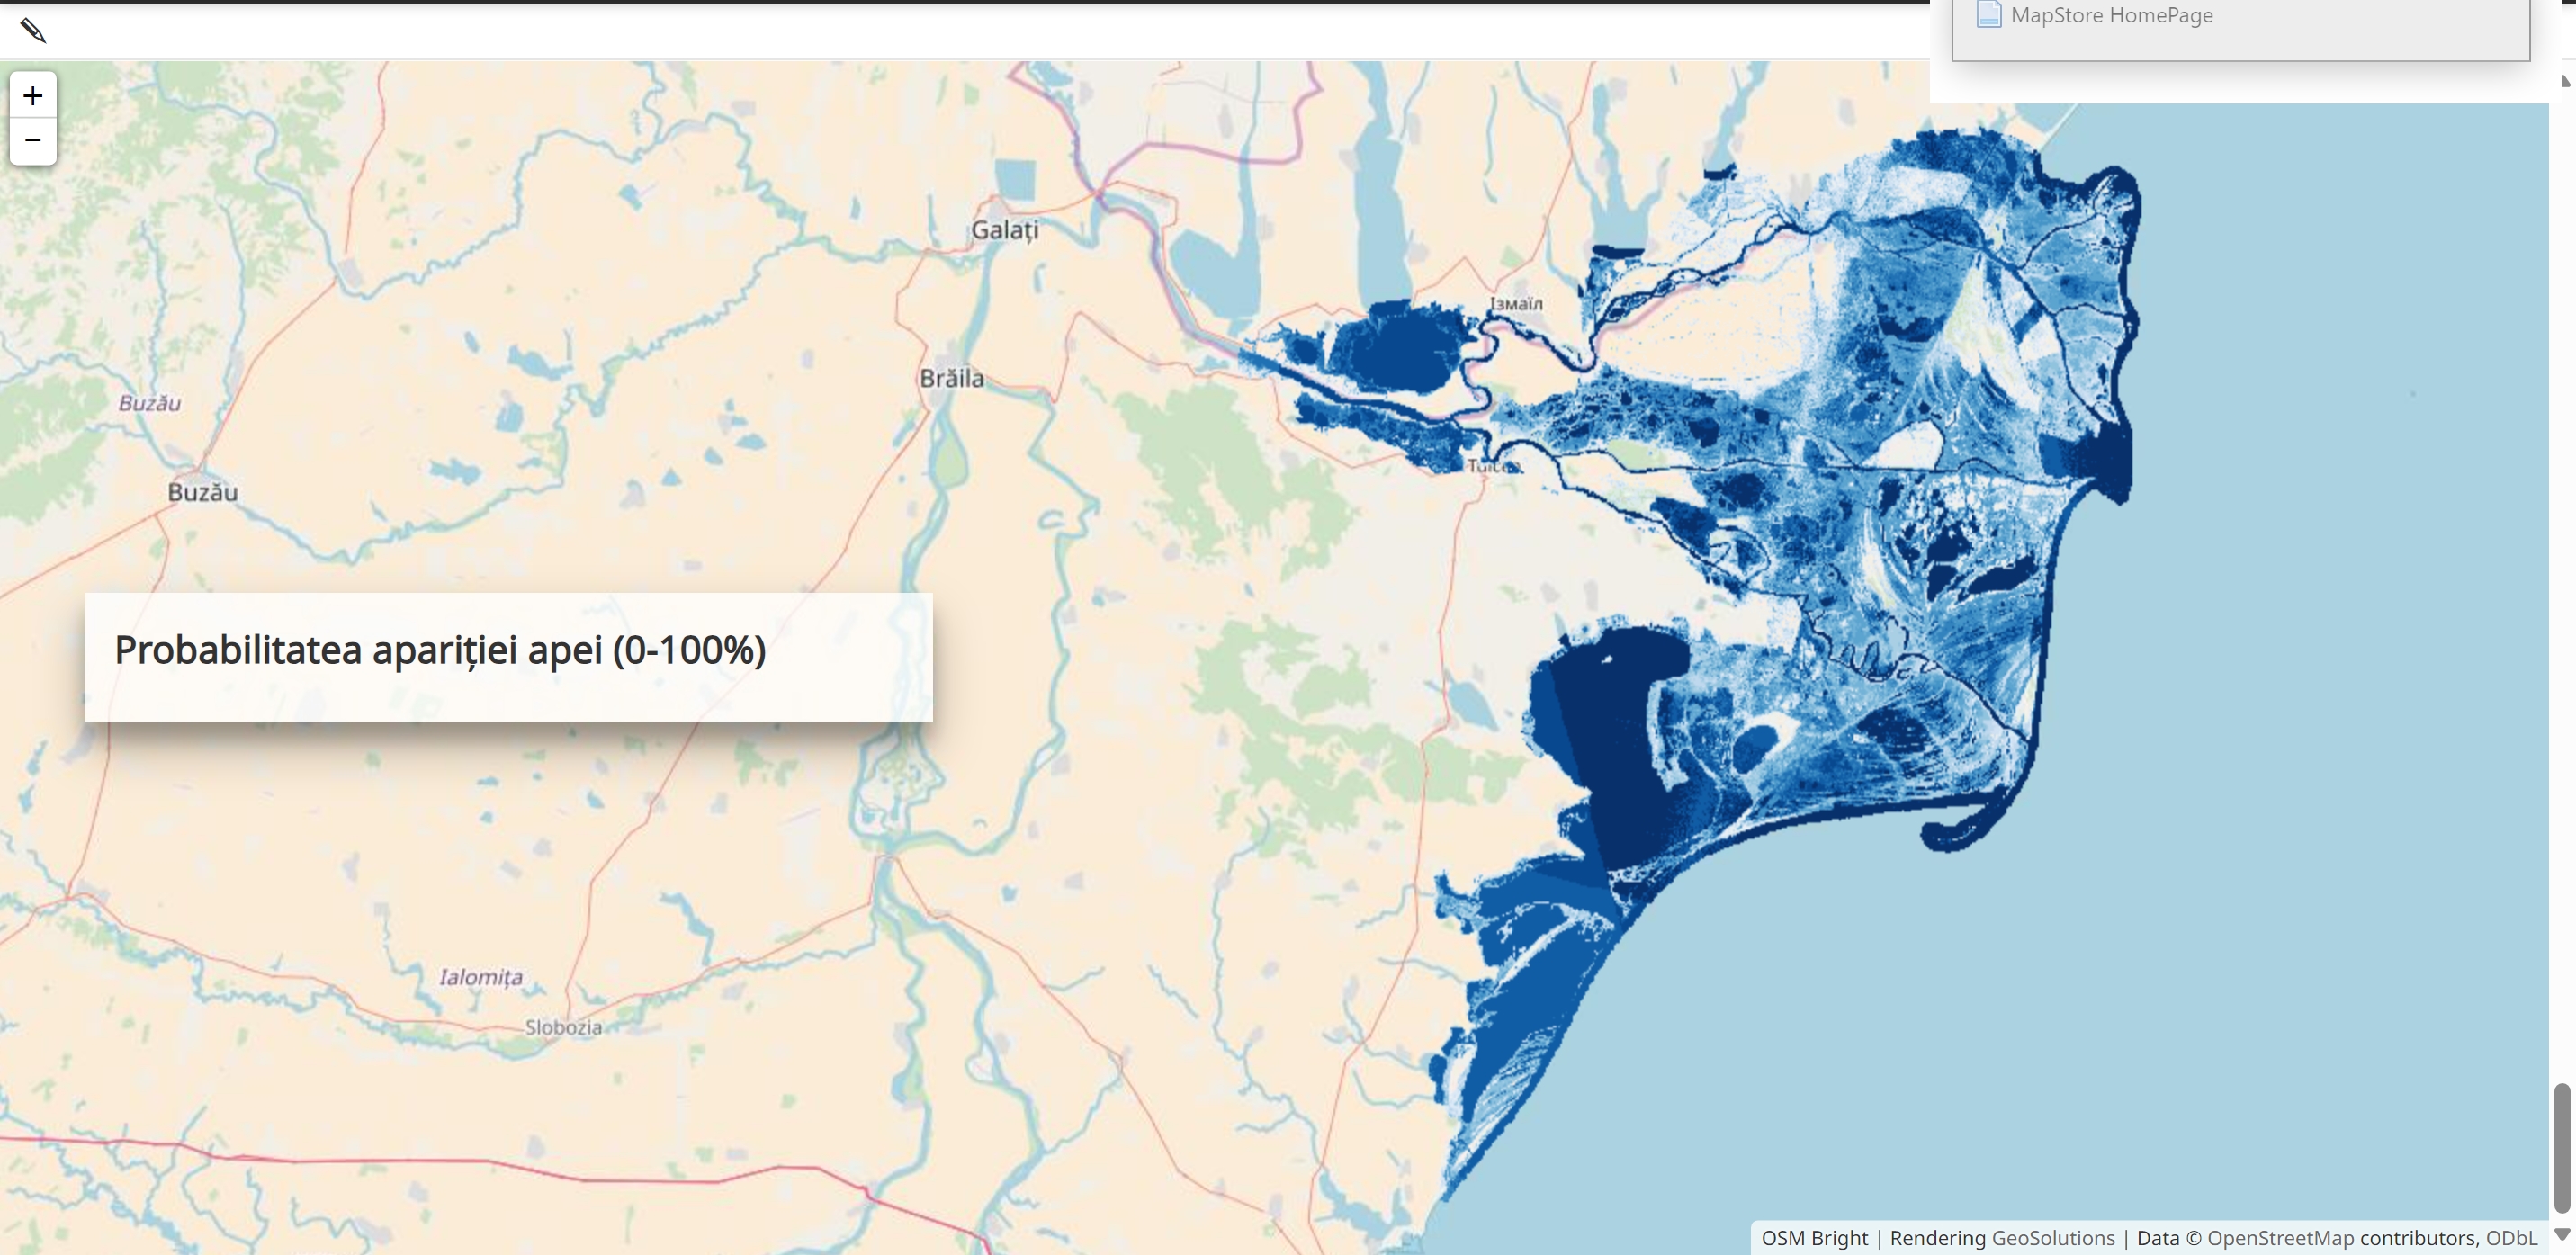 MapStore HomePage
+
−
Galați
Ізмаїл
Brăila
Buzău
Tulcea
Buzău
Probabilitatea apariției apei (0-100%)
Ialomița
Slobozia
OSM Bright | Rendering GeoSolutions | Data © OpenStreetMap contributors, ODbL